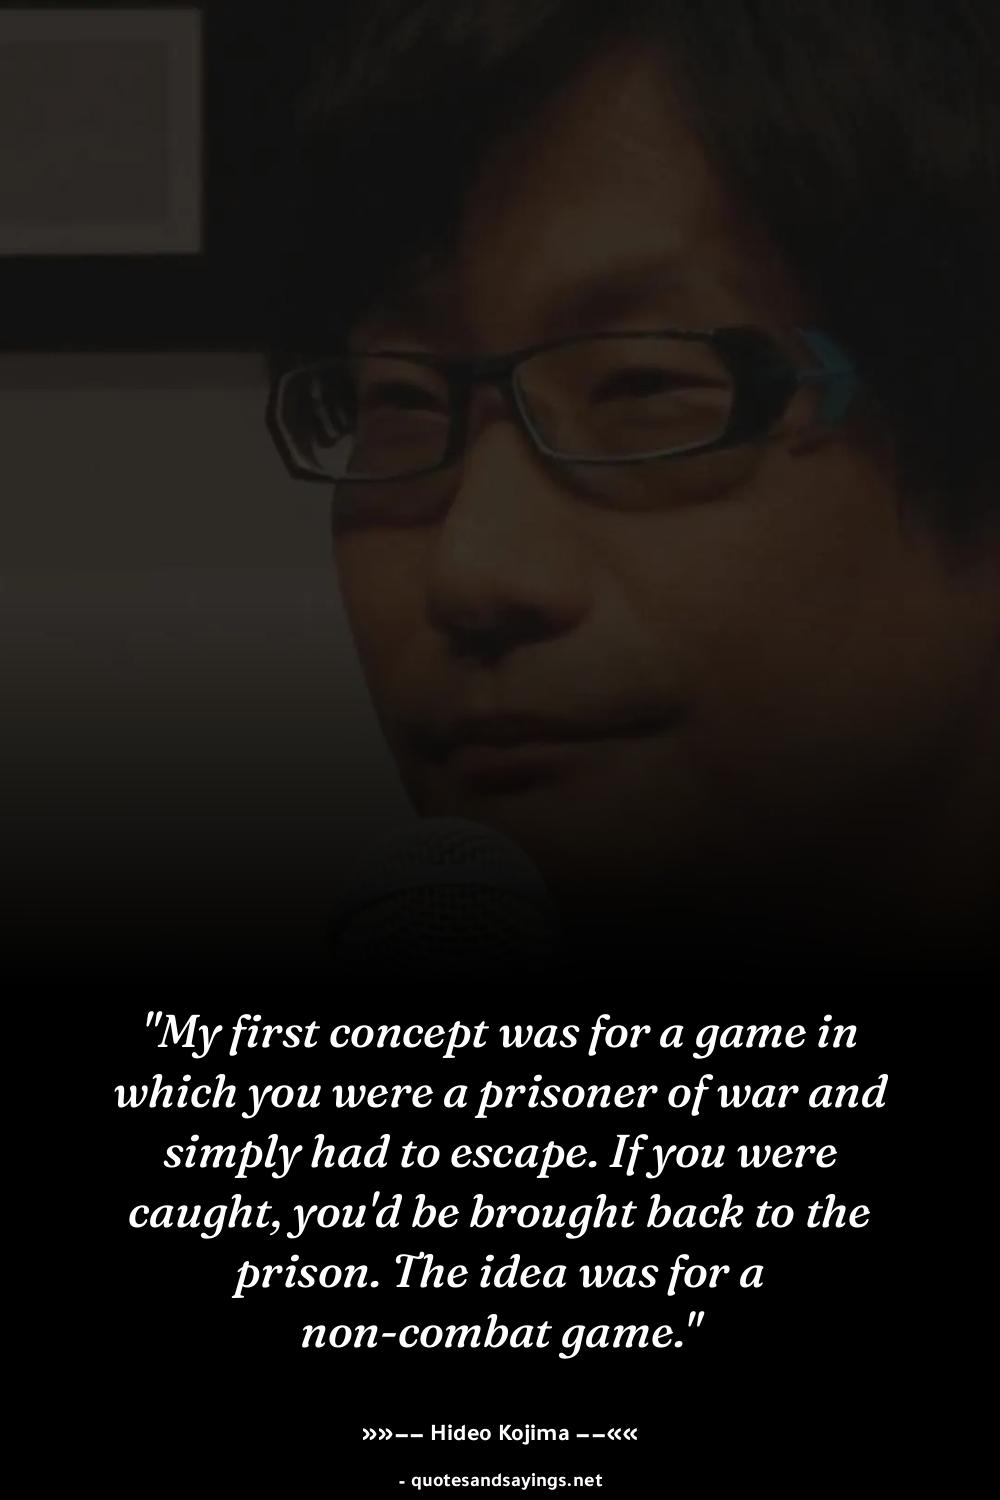 "My first concept was for a game in
which you were a prisoner of war and
simply had to escape. If you were
caught, you'd be brought back to the
prison. The idea was for a
non-combat game."
»»–– Hideo Kojima ––««
- quotesandsayings.net